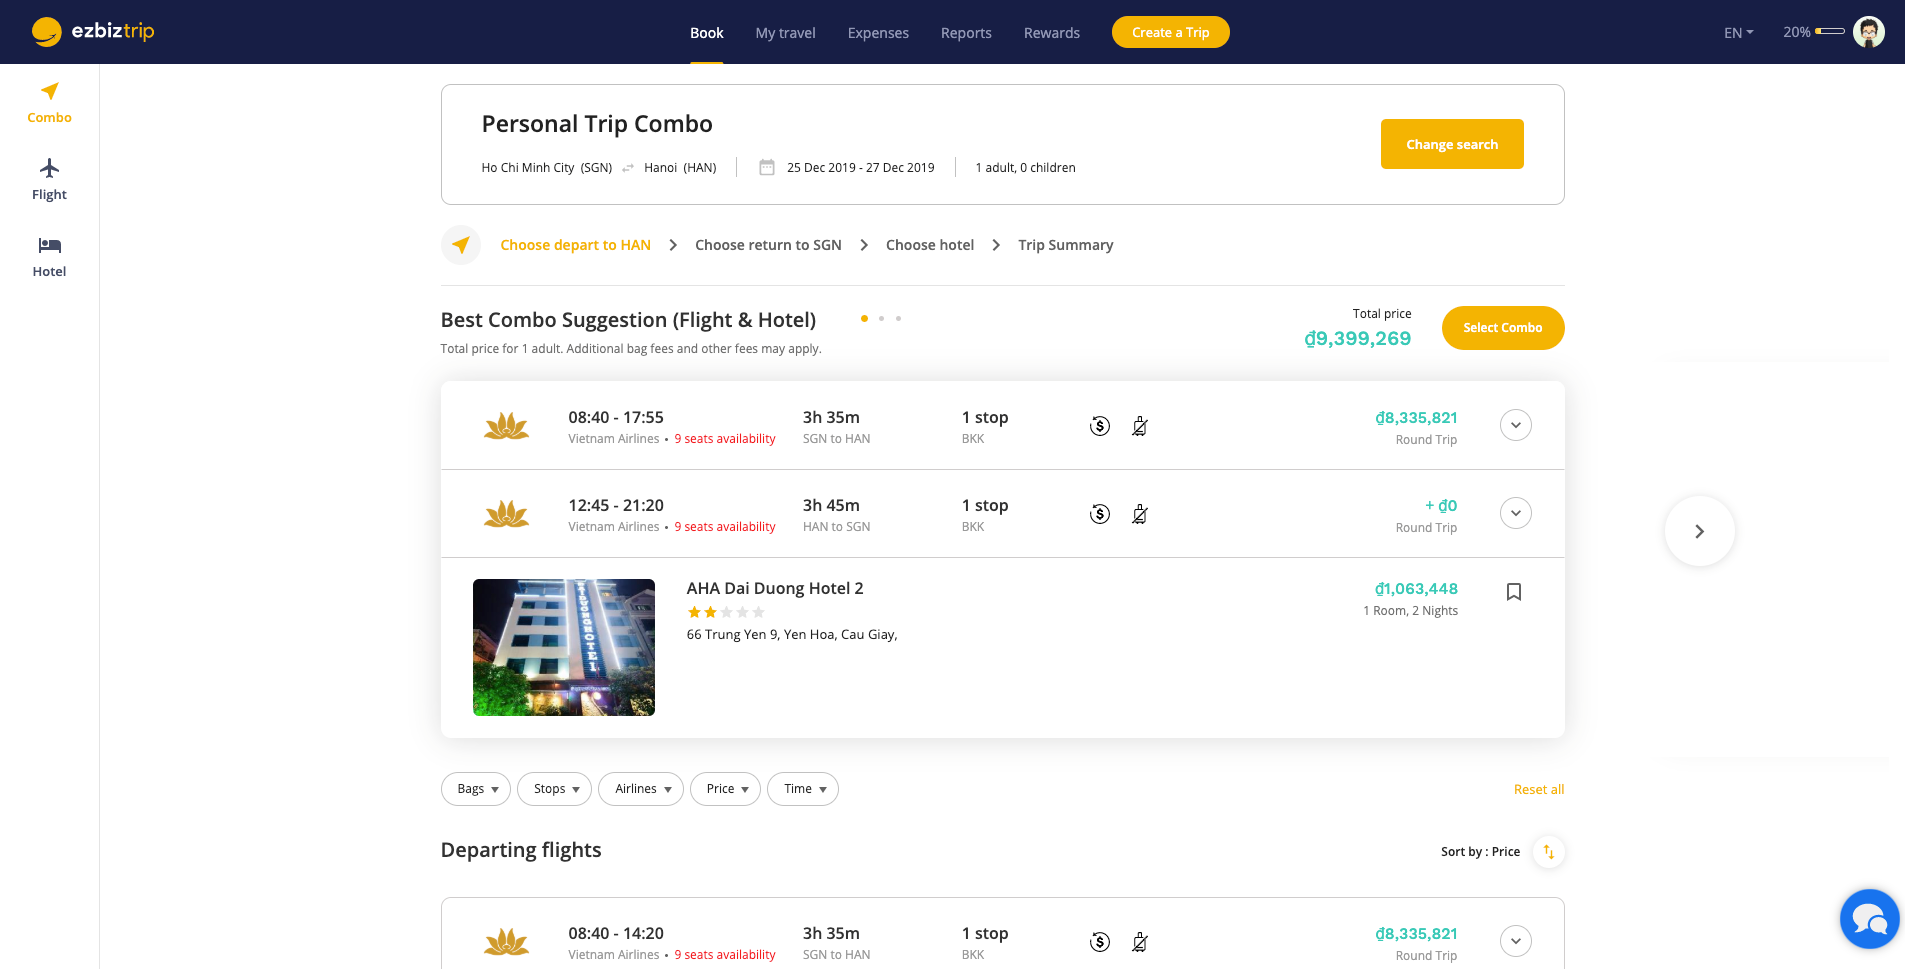 ezbiztrip
Book
My travel
Expenses
Reports
Rewards
Create a Trip
EN
20%
Combo
Flight
Hotel
Personal Trip Combo
Ho Chi Minh City (SGN) Hanoi (HAN) 25 Dec 2019 - 27 Dec 2019 1 adult, 0 children
Change search
Choose depart to HAN Choose return to SGN Choose hotel Trip Summary
Best Combo Suggestion (Flight & Hotel)
Total price for 1 adult. Additional bag fees and other fees may apply.
Total price
₫9,399,269
Select Combo
08:40 - 17:55 3h 35m 1 stop ₫8,335,821
Vietnam Airlines • 9 seats availability SGN to HAN BKK Round Trip
12:45 - 21:20 3h 45m 1 stop + ₫0
Vietnam Airlines • 9 seats availability HAN to SGN BKK Round Trip
DAI DUONG HOTEL
AHA Dai Duong Hotel 2
66 Trung Yen 9, Yen Hoa, Cau Giay,
₫1,063,448
1 Room, 2 Nights
Bags Stops Airlines Price Time Reset all
Departing flights
Sort by : Price
08:40 - 14:20 3h 35m 1 stop ₫8,335,821
Vietnam Airlines • 9 seats availability SGN to HAN BKK Round Trip